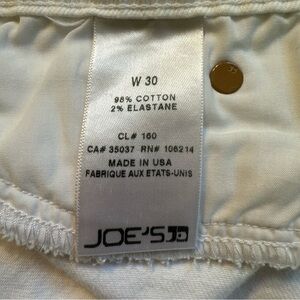 W 30
98% COTTON
2% ELASTANE
CL# 160
CA# 35037 RN# 106214
MADE IN USA
FABRIQUE AUX ETATS-UNIS
JOE'S